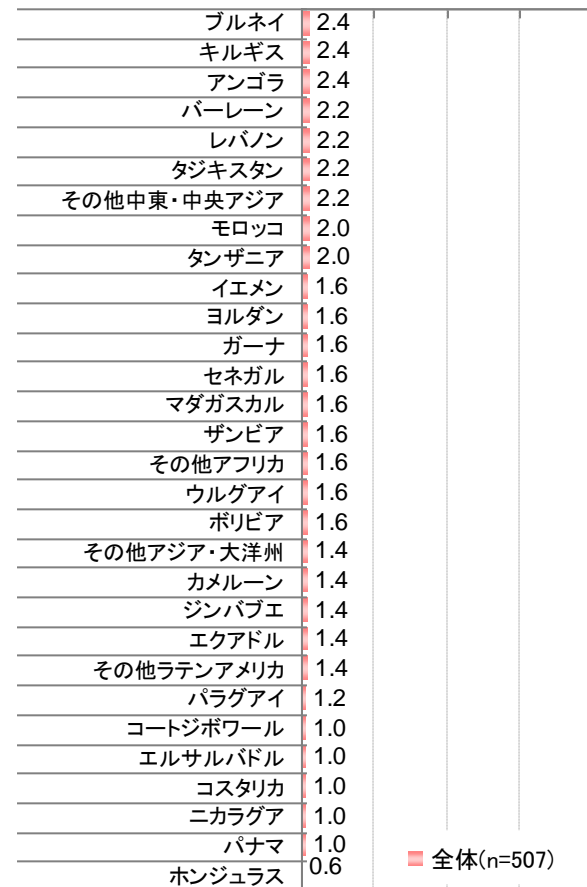 ブルネイ 2.4
キルギス 2.4
アンゴラ 2.4
バーレーン 2.2
レバノン 2.2
タジキスタン 2.2
その他中東・中央アジア 2.2
モロッコ 2.0
タンザニア 2.0
イエメン 1.6
ヨルダン 1.6
ガーナ 1.6
セネガル 1.6
マダガスカル 1.6
ザンビア 1.6
その他アフリカ 1.6
ウルグアイ 1.6
ボリビア 1.6
その他アジア・大洋州 1.4
カメルーン 1.4
ジンバブエ 1.4
エクアドル 1.4
その他ラテンアメリカ 1.4
パラグアイ 1.2
コートジボワール 1.0
エルサルバドル 1.0
コスタリカ 1.0
ニカラグア 1.0
パナマ 1.0
ホンジュラス 0.6
全体(n=507)